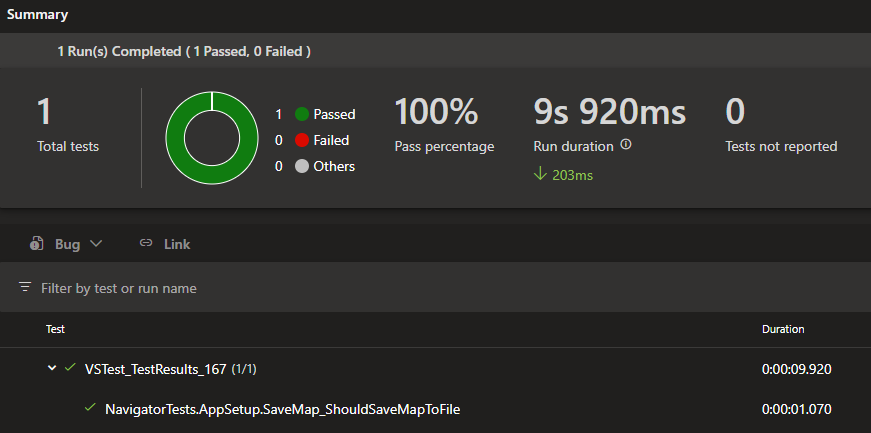 Summary
1 Run(s) Completed ( 1 Passed, 0 Failed )
1
Total tests
1 Passed
0 Failed
0 Others
100%
Pass percentage
9s 920ms
Run duration
203ms
0
Tests not reported
Bug
Link
Filter by test or run name
Test Duration
VSTest_TestResults_167 (1/1) 0:00:09.920
NavigatorTests.AppSetup.SaveMap_ShouldSaveMapToFile 0:00:01.070